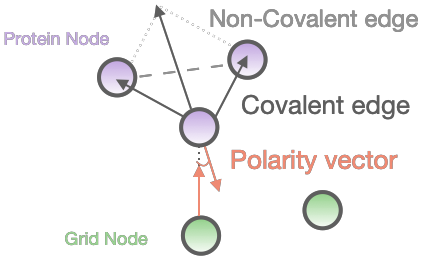 Non-Covalent edge
Protein Node
Covalent edge
Polarity vector
Grid Node